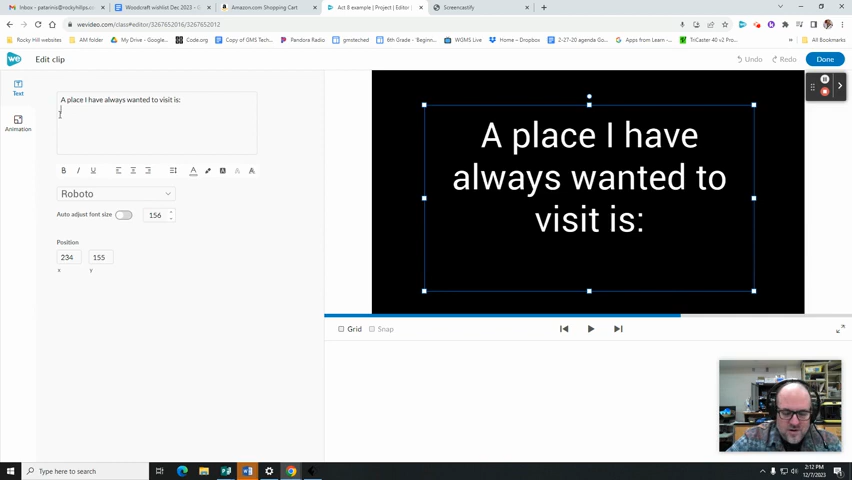 Inbox - patarinis@rockyhillps.com
Woodcraft wishlist Dec 2023 -
Amazon.com Shopping Cart
Act 8 example | Project | Editor |
Screencastify
wevideo.com/class#editor/3267652016/3267652012
Rocky Hill websites
AM folder
My Drive - Google...
Code.org
Copy of GMS Tech...
Pandora Radio
gmsteched
6th Grade - 'Beginn...
WGMS Live
2-27-20 agenda Go...
Apps from Learn -...
TriCaster 40 v2 Pro...
All Bookmarks
we
Edit clip
Undo
Redo
Done
Text
Animation
A place I have always wanted to visit is:
B I U
A
A
A
Roboto
Auto adjust font size
156
Position
234
155
x
y
A place I have
always wanted to
visit is:
Grid
Snap
Type here to search
2:12 PM
12/7/2023